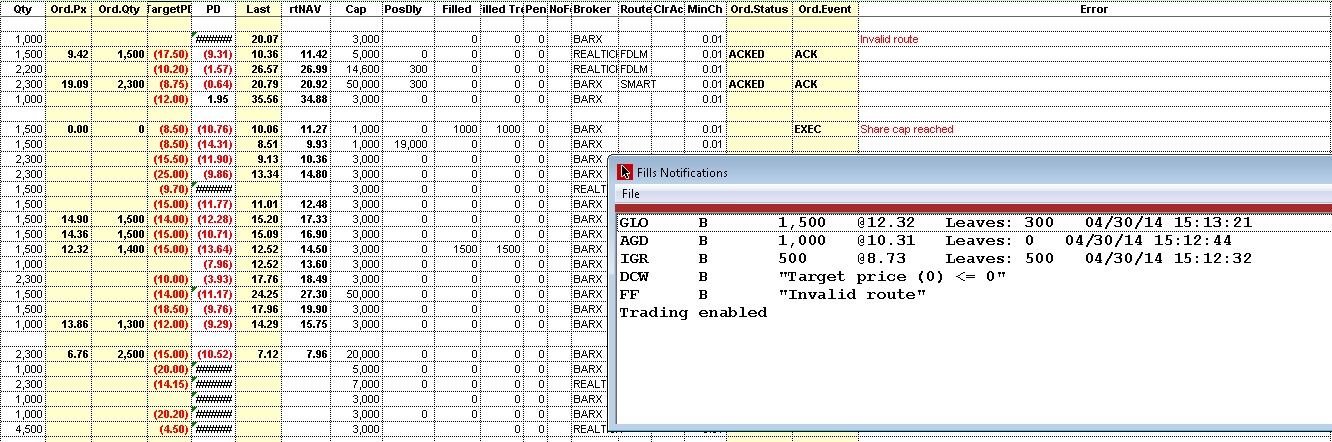 Qty Ord.Px Ord.Qty TargetPI PD Last rtNAV Cap PosDly Filled illed Tr Pen NoF Broker Route ClrAc MinCh Ord.Status Ord.Event Error
1,000 ###### 20.07 3,000 0 0 0 BARX 0.01 Invalid route
1,500 9.42 1,500 (17.50) (9.31) 10.36 11.42 5,000 0 0 0 0 REALTIC FDLM 0.01 ACKED ACK
2,200 (10.20) (1.57) 26.57 26.99 14,600 300 0 0 0 REALTIC FDLM 0.01
2,300 19.09 2,300 (8.75) (0.64) 20.79 20.92 50,000 300 0 0 0 BARX SMART 0.01 ACKED ACK
1,000 (12.00) 1.95 35.56 34.88 3,000 0 0 0 0 BARX 0.01
1,500 0.00 0 (8.50) (10.76) 10.06 11.27 1,000 0 1000 1000 0 BARX 0.01 EXEC Share cap reached
1,500 (8.50) (14.31) 8.51 9.93 1,000 19,000 0 0 0 BARX 0.01
2,300 (15.50) (11.90) 9.13 10.36 3,000 0 0 0 0 BARX
2,300 (25.00) (9.86) 13.34 14.80 3,000 0 0 0 0 BARX
1,500 (9.70) ###### 3,000 0 0 0 REALT
1,500 (15.00) (11.77) 11.01 12.48 3,000 0 0 0 0 BARX
1,500 14.90 1,500 (14.00) (12.28) 15.20 17.33 3,000 0 0 0 0 BARX
1,500 14.36 1,500 (15.00) (10.71) 15.09 16.90 3,000 0 0 0 0 BARX
1,500 12.32 1,400 (15.00) (13.64) 12.52 14.50 3,000 0 1500 1500 0 BARX
1,000 (7.96) 12.52 13.60 3,000 0 0 0 0 BARX
2,300 (10.00) (3.93) 17.76 18.49 3,000 0 0 0 0 BARX
1,500 (14.00) (11.17) 24.25 27.30 50,000 0 0 0 0 BARX
1,500 (18.50) (9.76) 17.96 19.90 3,000 0 0 0 0 BARX
1,000 13.86 1,300 (12.00) (9.29) 14.29 15.75 3,000 0 0 0 0 BARX
2,300 6.76 2,500 (15.00) (10.52) 7.12 7.96 20,000 0 0 0 0 BARX
1,000 (20.00) ###### 5,000 0 0 0 BARX
2,300 (14.15) ###### 7,000 0 0 0 REALT
1,000 ###### 3,000 0 0 0 BARX
1,000 (20.20) ###### 3,000 0 0 0 0 BARX
4,500 (4.50) ###### 3,000 0 0 0 REALT
Fills Notifications
File
GLO B 1,500 @12.32 Leaves: 300 04/30/14 15:13:21
AGD B 1,000 @10.31 Leaves: 0 04/30/14 15:12:44
IGR B 500 @8.73 Leaves: 500 04/30/14 15:12:32
DCW B "Target price (0) <= 0"
FF B "Invalid route"
Trading enabled